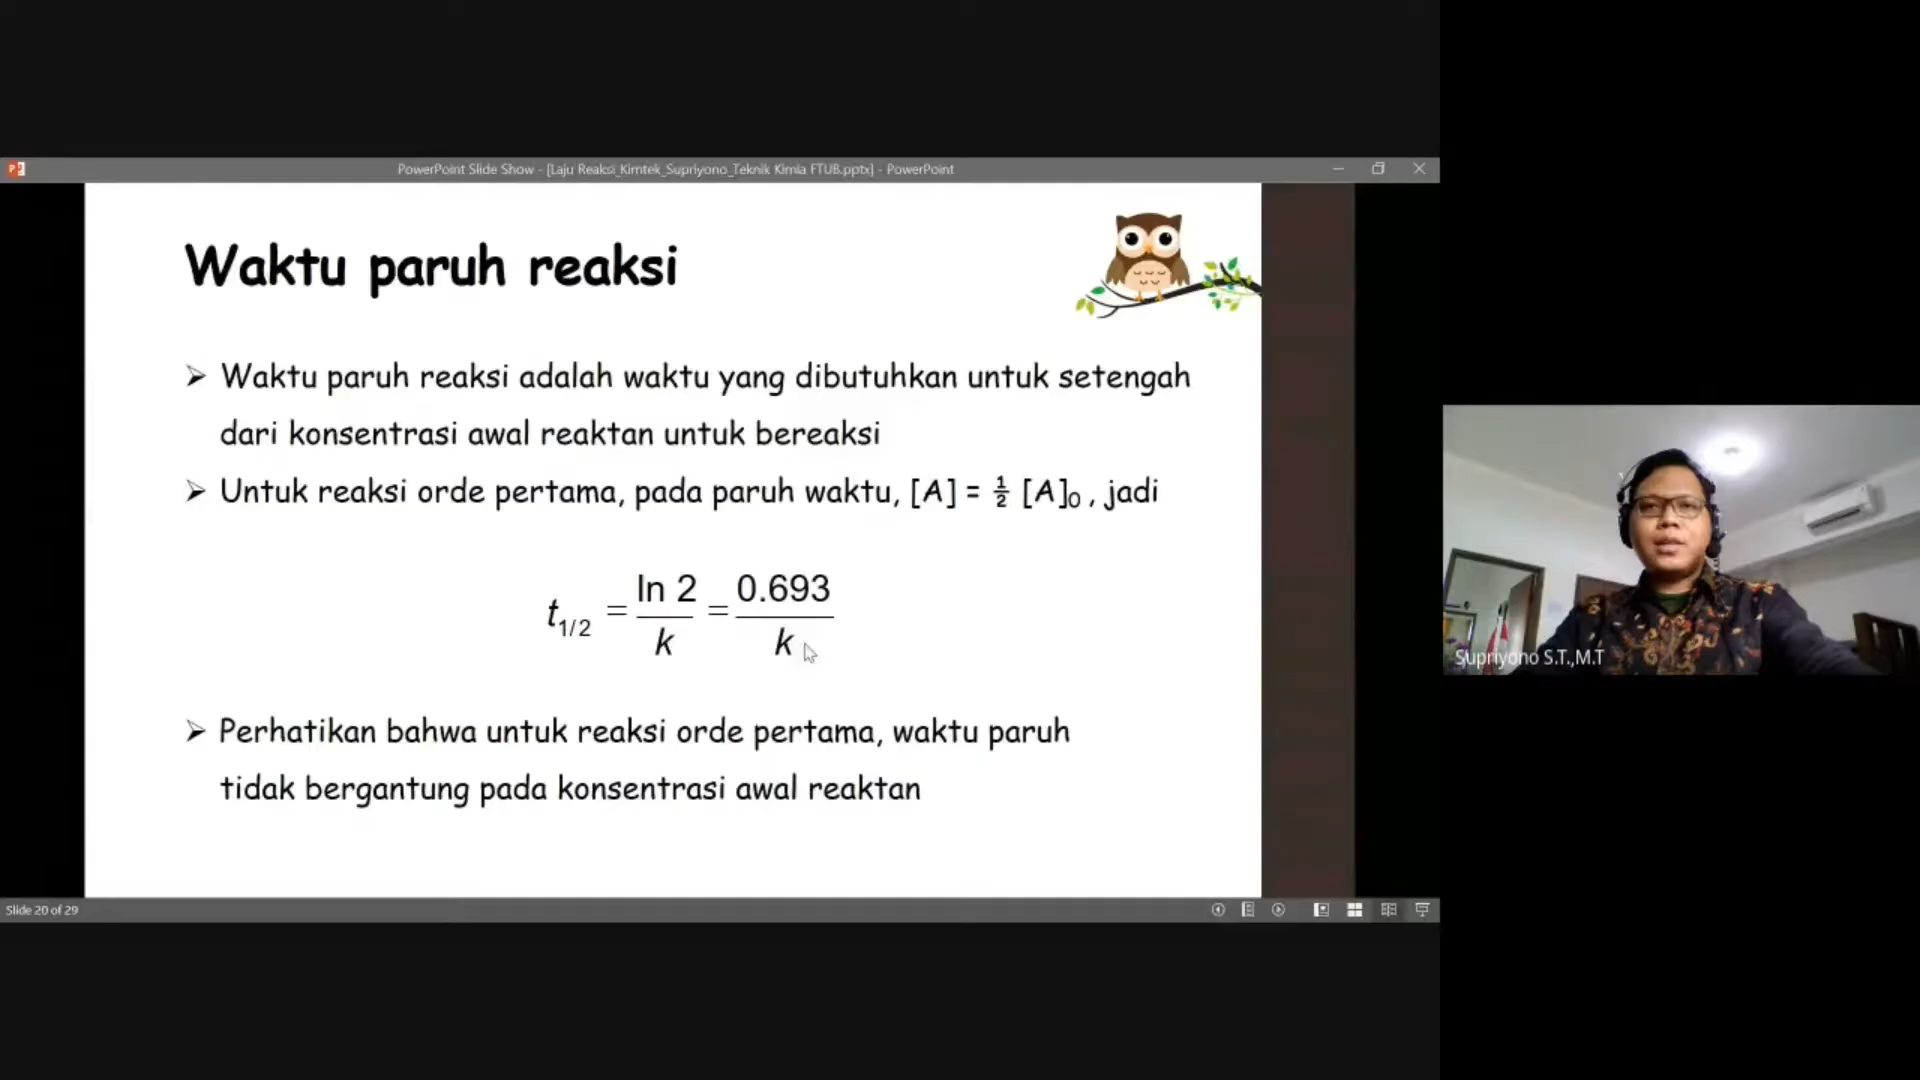 PowerPoint Slide Show - [Laju Reaksi_Kimtek_Supriyono_Teknik Kimia FTUB.pptx] - PowerPoint
Waktu paruh reaksi
➢ Waktu paruh reaksi adalah waktu yang dibutuhkan untuk setengah
dari konsentrasi awal reaktan untuk bereaksi
➢ Untuk reaksi orde pertama, pada paruh waktu, [A] = ½ [A]₀ , jadi
t₁/₂ = ln 2 / k = 0.693 / k
➢ Perhatikan bahwa untuk reaksi orde pertama, waktu paruh
tidak bergantung pada konsentrasi awal reaktan
Supriyono S.T.,M.T
Slide 20 of 29